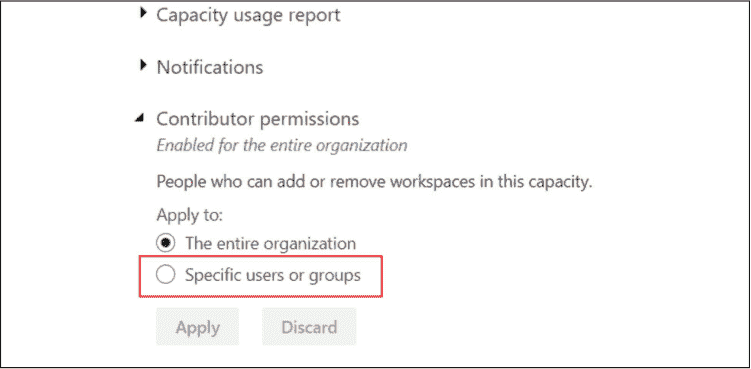 Capacity usage report
Notifications
Contributor permissions
Enabled for the entire organization
People who can add or remove workspaces in this capacity.
Apply to:
The entire organization
Specific users or groups
Apply Discard